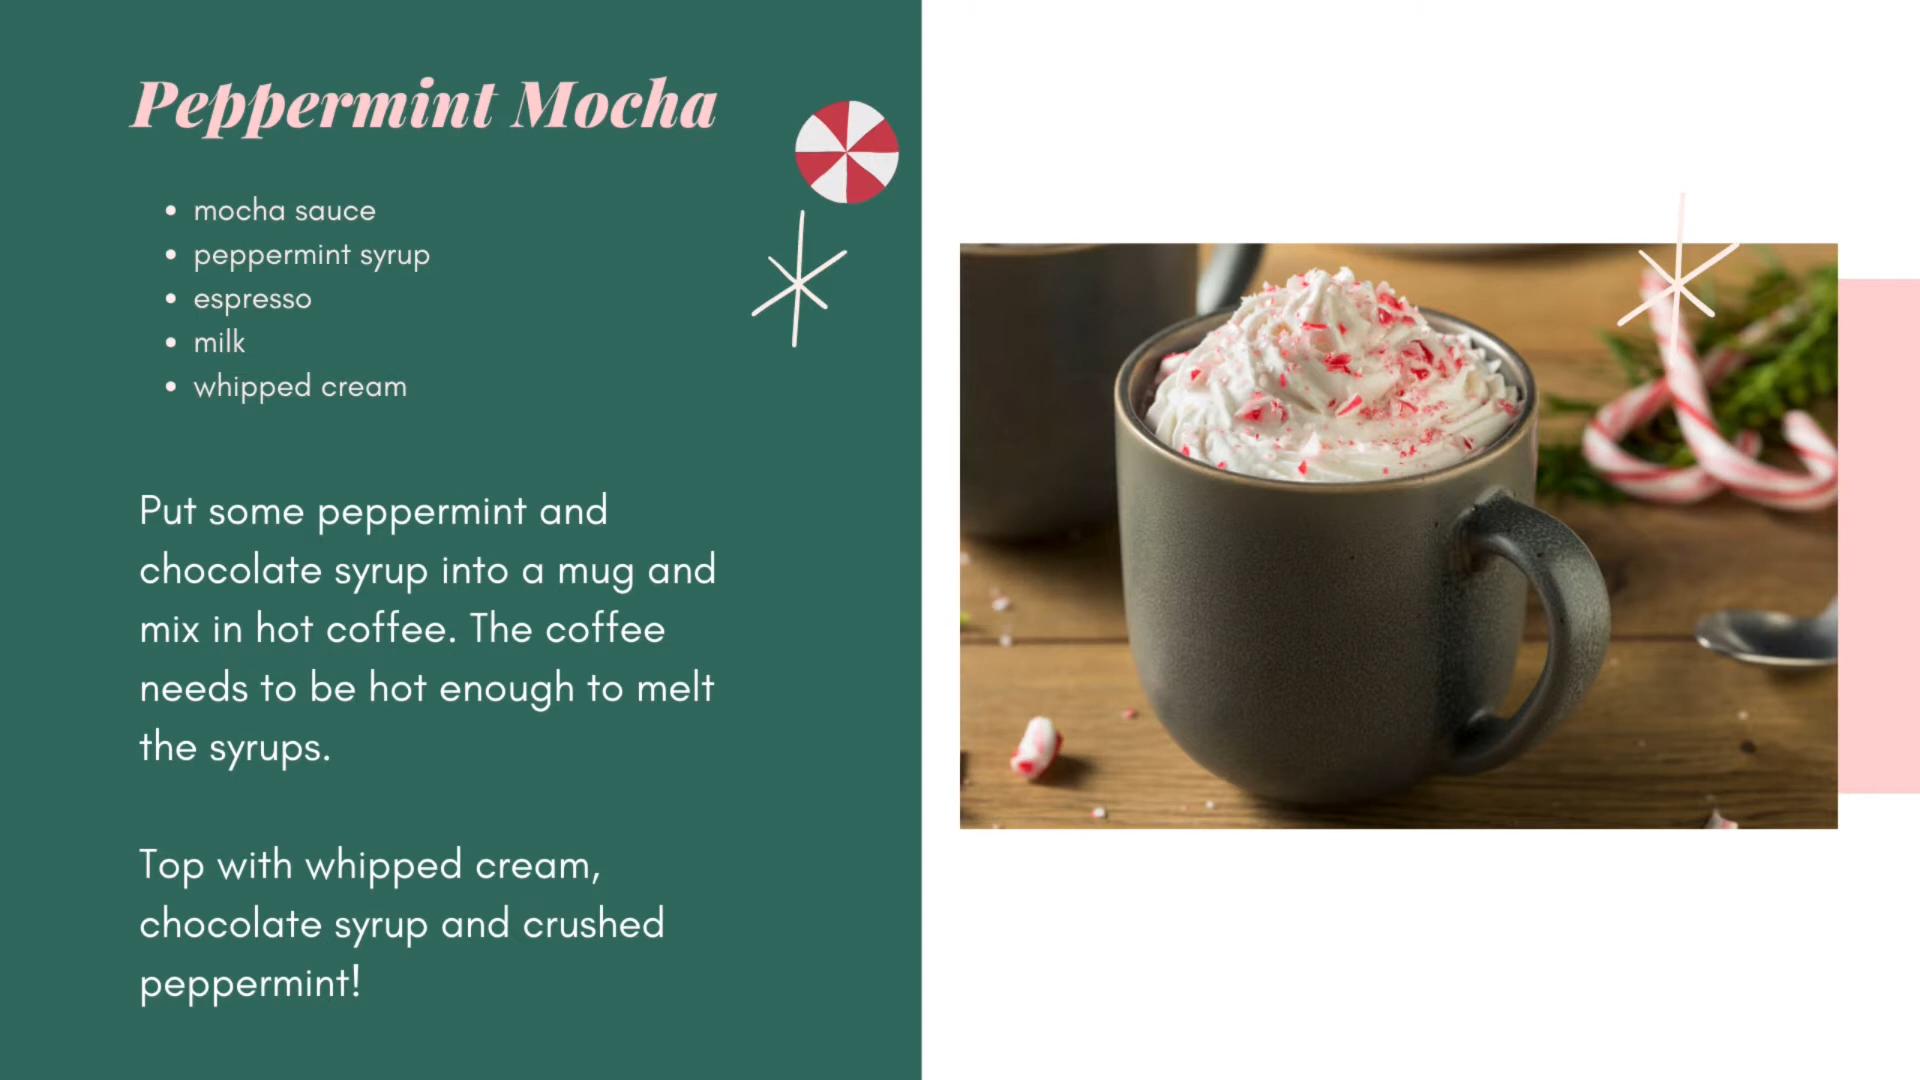 Peppermint Mocha
mocha sauce
peppermint syrup
espresso
milk
whipped cream
Put some peppermint and
chocolate syrup into a mug and
mix in hot coffee. The coffee
needs to be hot enough to melt
the syrups.
Top with whipped cream,
chocolate syrup and crushed
peppermint!